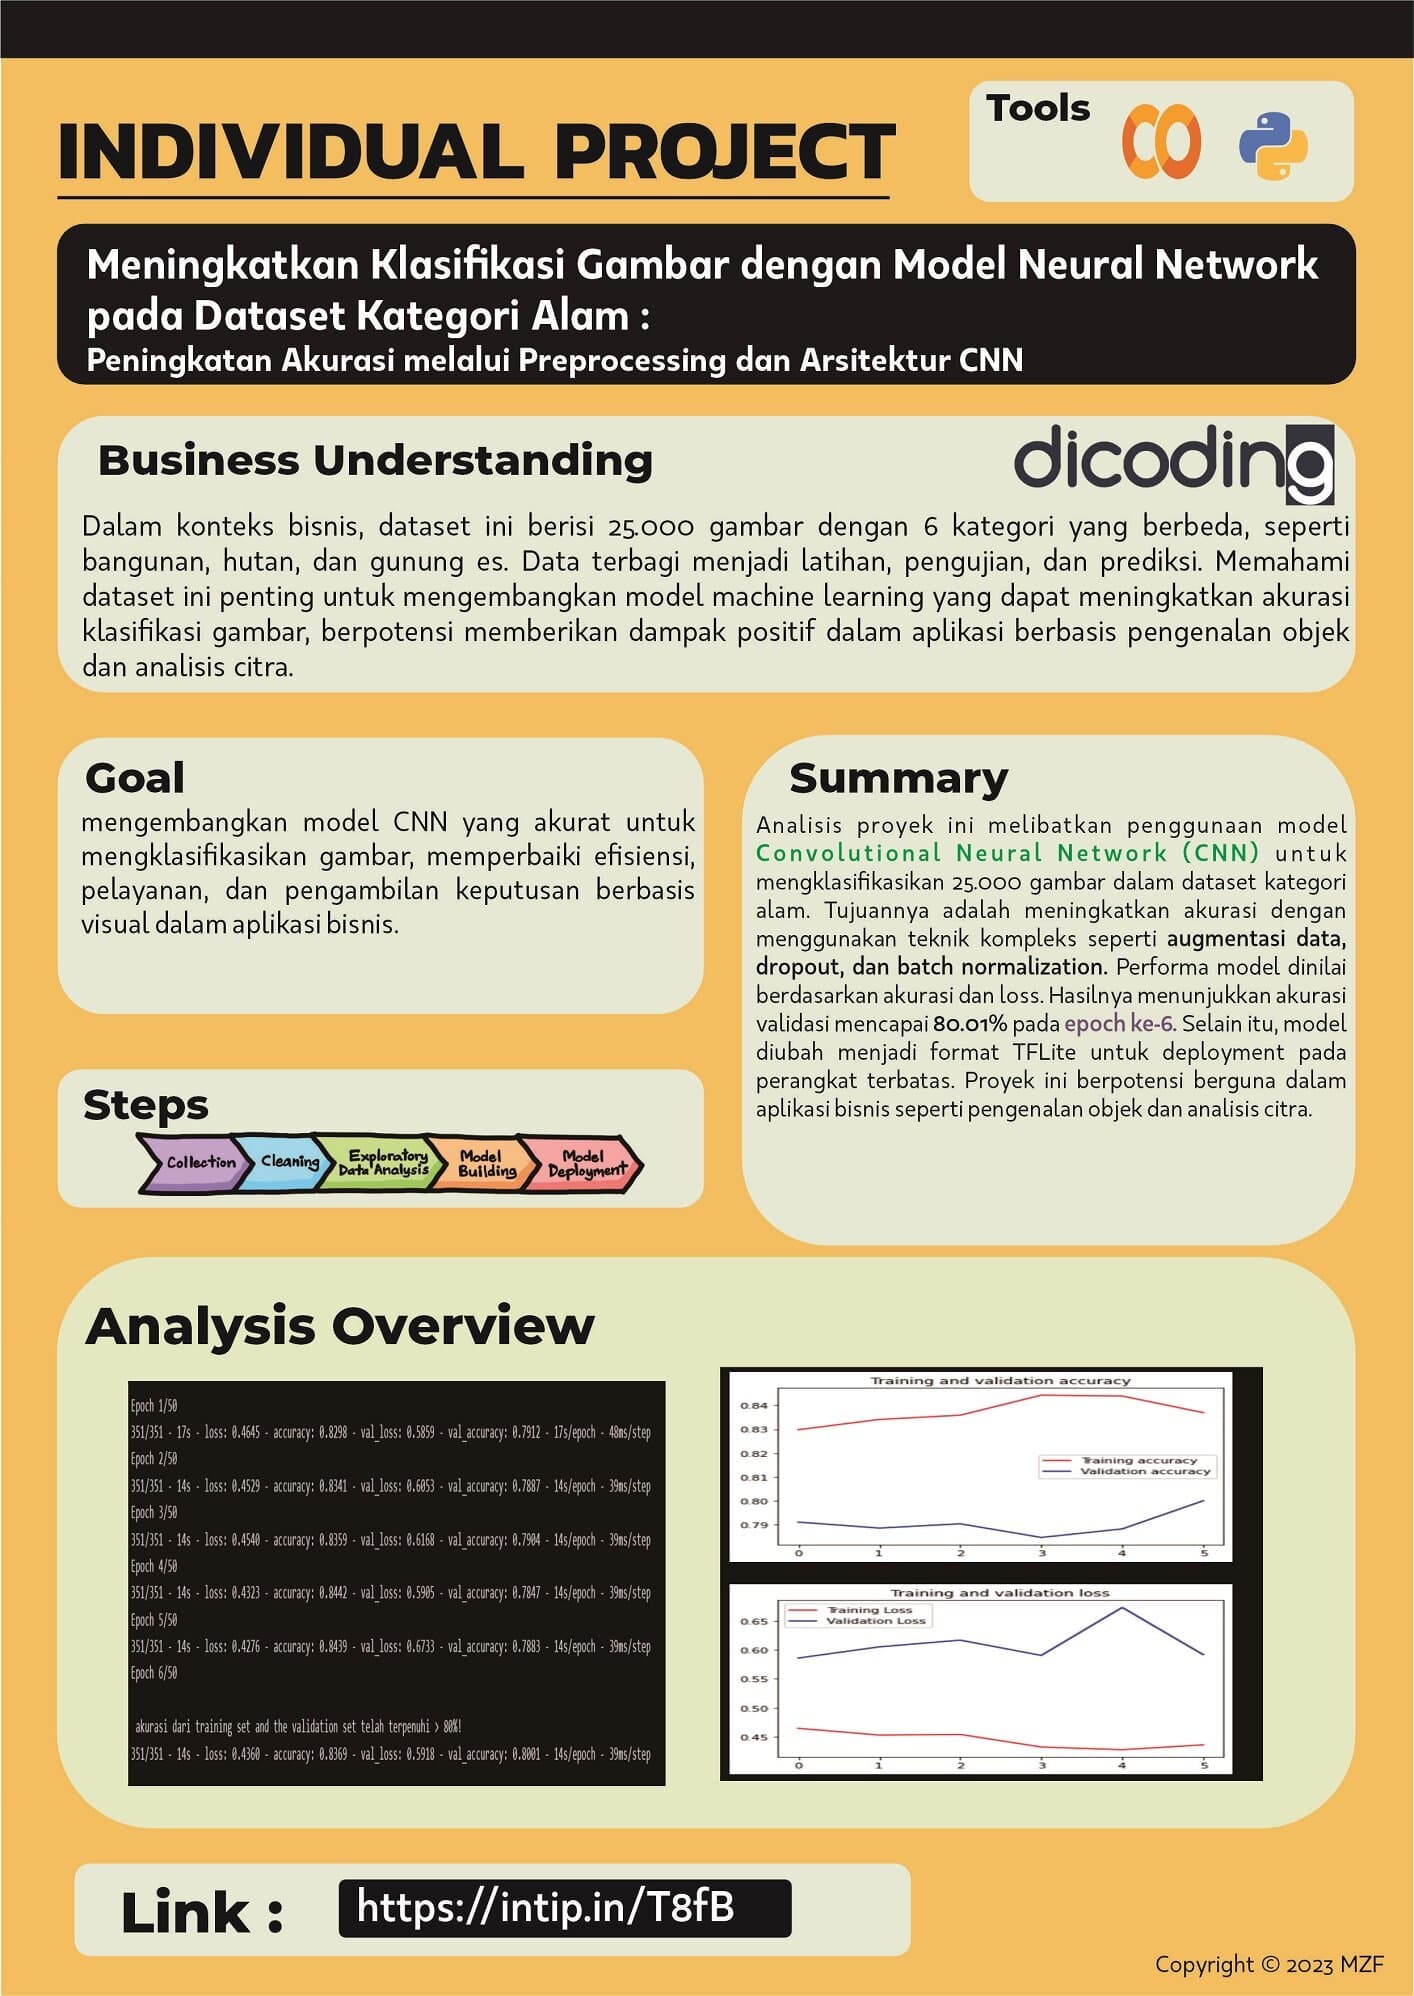 INDIVIDUAL PROJECT
Tools
Meningkatkan Klasifikasi Gambar dengan Model Neural Network
pada Dataset Kategori Alam :
Peningkatan Akurasi melalui Preprocessing dan Arsitektur CNN
Business Understanding
dicoding
Dalam konteks bisnis, dataset ini berisi 25.000 gambar dengan 6 kategori yang berbeda, seperti
bangunan, hutan, dan gunung es. Data terbagi menjadi latihan, pengujian, dan prediksi. Memahami
dataset ini penting untuk mengembangkan model machine learning yang dapat meningkatkan akurasi
klasifikasi gambar, berpotensi memberikan dampak positif dalam aplikasi berbasis pengenalan objek
dan analisis citra.
Goal
mengembangkan model CNN yang akurat untuk
mengklasifikasikan gambar, memperbaiki efisiensi,
pelayanan, dan pengambilan keputusan berbasis
visual dalam aplikasi bisnis.
Summary
Analisis proyek ini melibatkan penggunaan model
Convolutional Neural Network (CNN) untuk
mengklasifikasikan 25.000 gambar dalam dataset kategori
alam. Tujuannya adalah meningkatkan akurasi dengan
menggunakan teknik kompleks seperti augmentasi data,
dropout, dan batch normalization. Performa model dinilai
berdasarkan akurasi dan loss. Hasilnya menunjukkan akurasi
validasi mencapai 80.01% pada epoch ke-6. Selain itu, model
diubah menjadi format TFLite untuk deployment pada
perangkat terbatas. Proyek ini berpotensi berguna dalam
aplikasi bisnis seperti pengenalan objek dan analisis citra.
Steps
Collection
Cleaning
Exploratory
Data Analysis
Model
Building
Model
Deployment
Analysis Overview
Epoch 1/50
351/351 - 17s - loss: 0.4645 - accuracy: 0.8298 - val_loss: 0.5859 - val_accuracy: 0.7912 - 17s/epoch - 48ms/step
Epoch 2/50
351/351 - 14s - loss: 0.4529 - accuracy: 0.8341 - val_loss: 0.6053 - val_accuracy: 0.7887 - 14s/epoch - 39ms/step
Epoch 3/50
351/351 - 14s - loss: 0.4540 - accuracy: 0.8359 - val_loss: 0.6168 - val_accuracy: 0.7904 - 14s/epoch - 39ms/step
Epoch 4/50
351/351 - 14s - loss: 0.4323 - accuracy: 0.8442 - val_loss: 0.5905 - val_accuracy: 0.7847 - 14s/epoch - 39ms/step
Epoch 5/50
351/351 - 14s - loss: 0.4276 - accuracy: 0.8439 - val_loss: 0.6733 - val_accuracy: 0.7883 - 14s/epoch - 39ms/step
Epoch 6/50
akurasi dari training set and the validation set telah terpenuhi > 80%!
351/351 - 14s - loss: 0.4360 - accuracy: 0.8369 - val_loss: 0.5918 - val_accuracy: 0.8001 - 14s/epoch - 39ms/step
Training and validation accuracy
0.84
0.83
0.82
0.81
0.80
0.79
Training accuracy
Validation accuracy
0 1 2 3 4 5
Training and validation loss
Training Loss
Validation Loss
0.65
0.60
0.55
0.50
0.45
0 1 2 3 4 5
Link :
https://intip.in/T8fB
Copyright © 2023 MZF